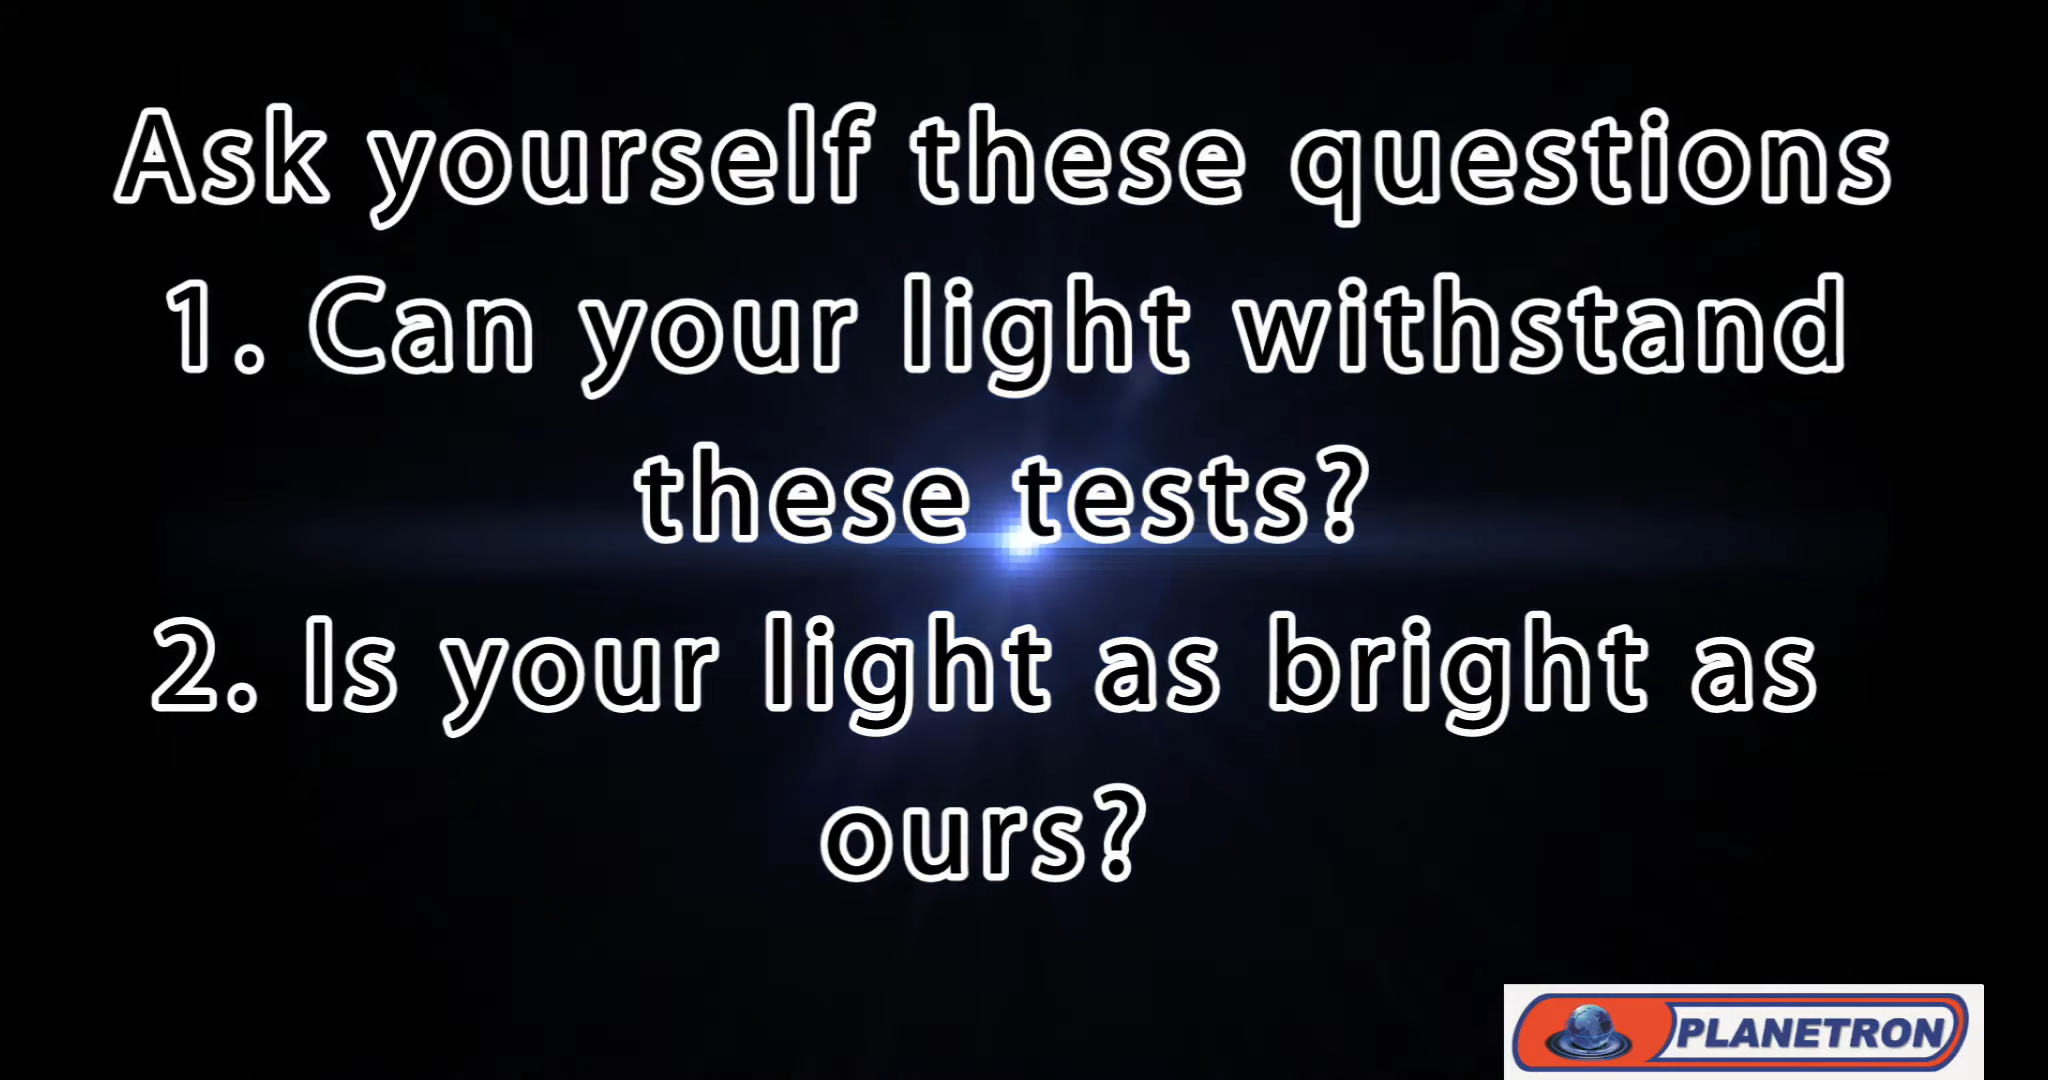 Ask yourself these questions
1. Can your light withstand
these tests?
2. Is your light as bright as
ours?
PLANETRON